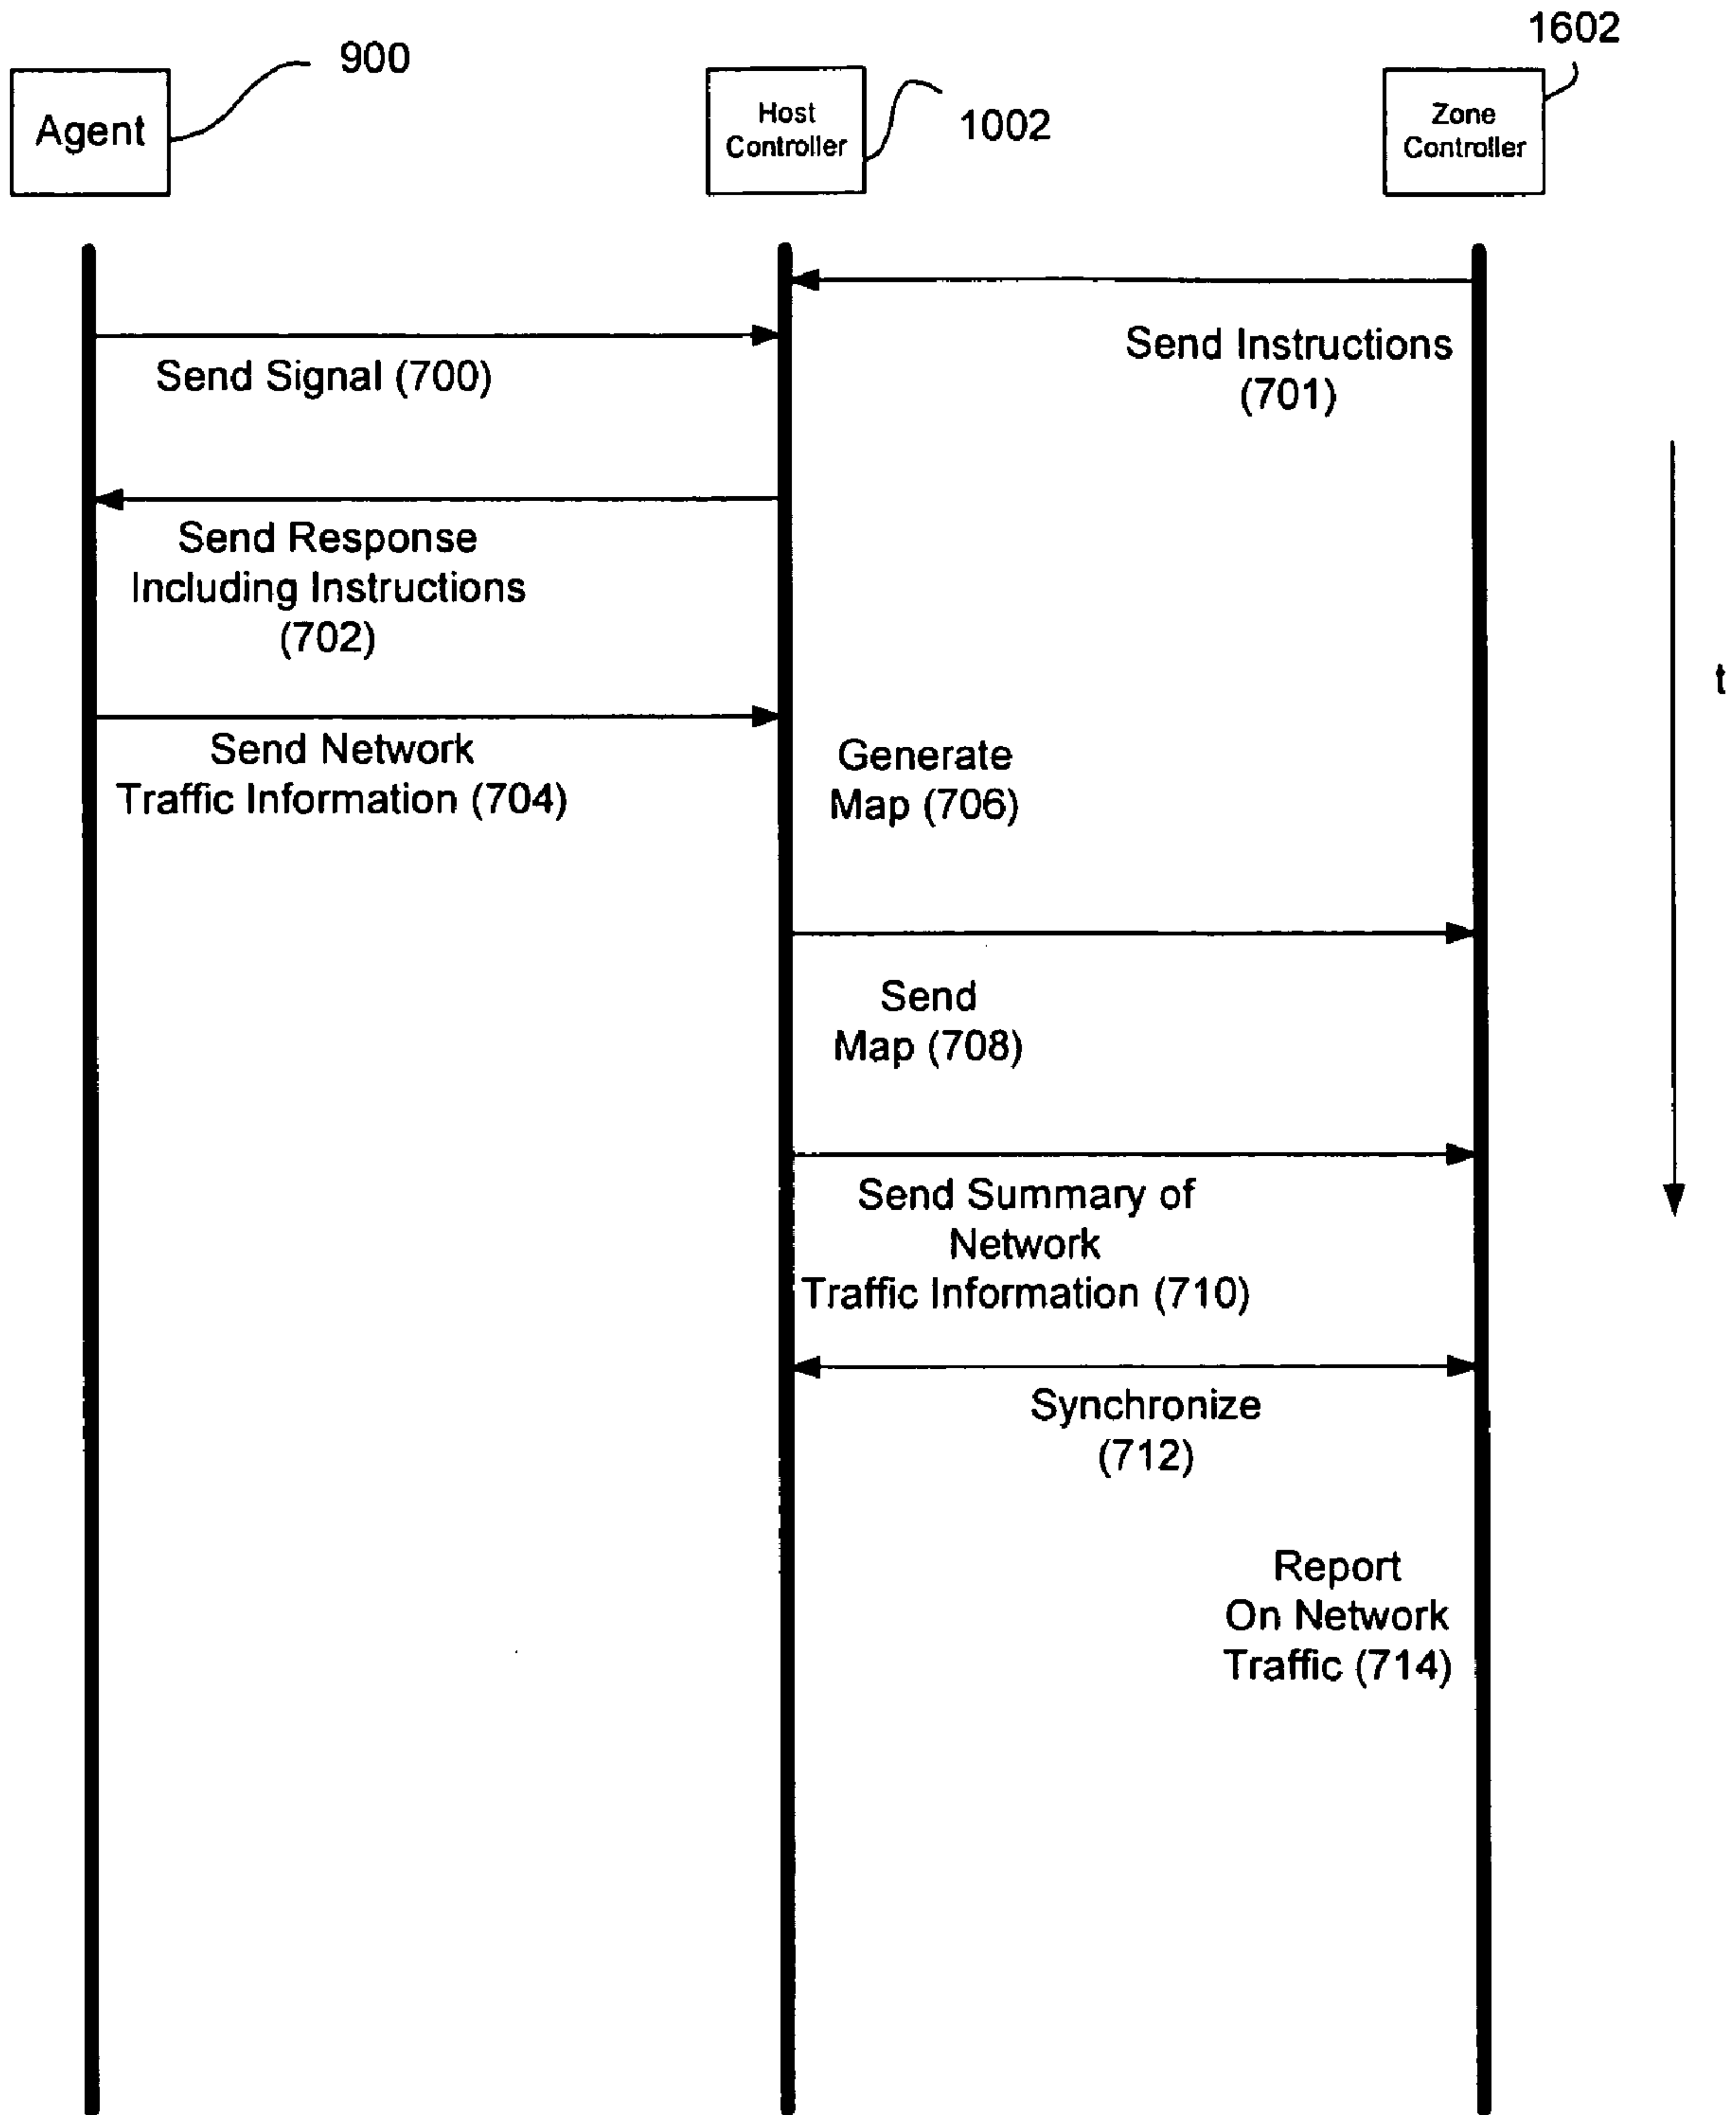 1602
900
Agent
Host
Controller
1002
Zone
Controller
Send Instructions
(701)
Send Signal (700)
Send Response
Including Instructions
(702)
t
Send Network
Traffic Information (704)
Generate
Map (706)
Send
Map (708)
Send Summary of
Network
Traffic Information (710)
Synchronize
(712)
Report
On Network
Traffic (714)